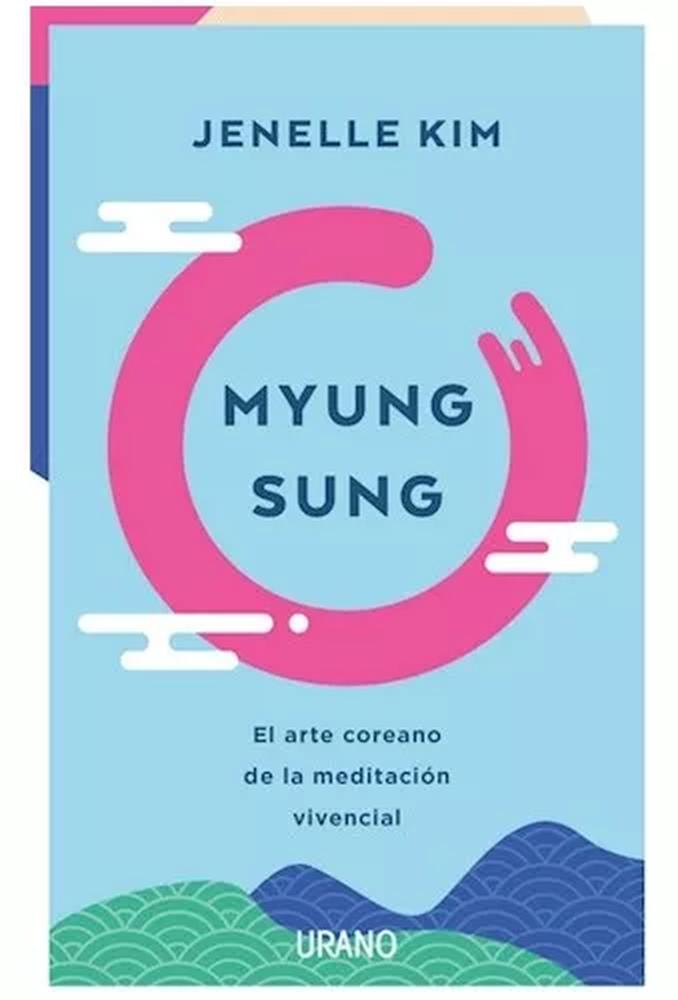 JENELLE KIM
MYUNG
SUNG
El arte coreano
de la meditación
vivencial
URANO